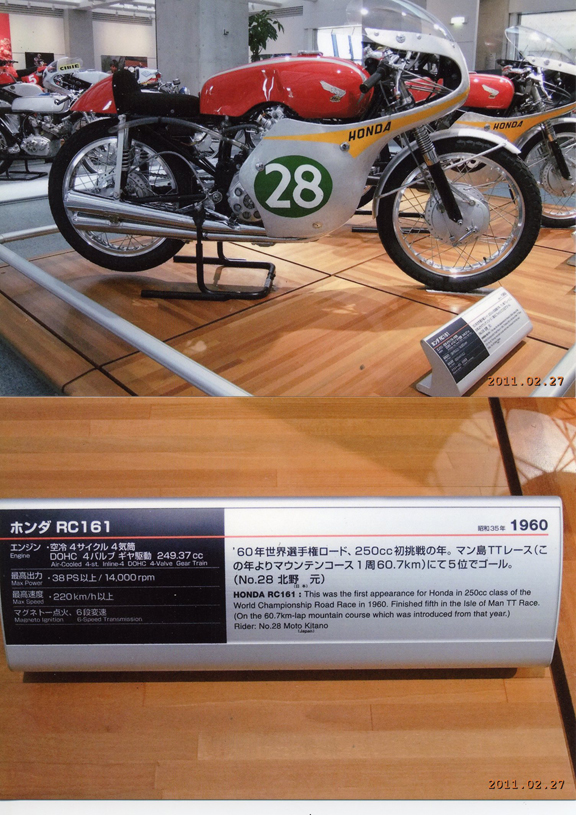 CIBIE
HONDA
HONDA
28
ホンダ RC161
2011.02.27
ホンダ RC161
昭和35年 1960
エンジン・空冷4サイクル4気筒
Engine DOHC 4バルブ ギヤ駆動 249.37cc
Air-Cooled 4-st. Inline-4 DOHC 4-Valve Gear Train
最高出力・38PS以上/14,000rpm
Max Power
最高速度・220km/h以上
Max Speed
マグネトー点火、6段変速
Magneto Ignition 6-Speed Transmission
'60年世界選手権ロード、250cc初挑戦の年。マン島TTレース(こ
の年よりマウンテンコース1周60.7km)にて5位でゴール。
(No.28 北野 元)
(日本)
HONDA RC161 : This was the first appearance for Honda in 250cc class of the
World Championship Road Race in 1960. Finished fifth in the Isle of Man TT Race.
(On the 60.7km-lap mountain course which was introduced from that year.)
Rider: No.28 Moto Kitano
(Japan)
2011.02.27